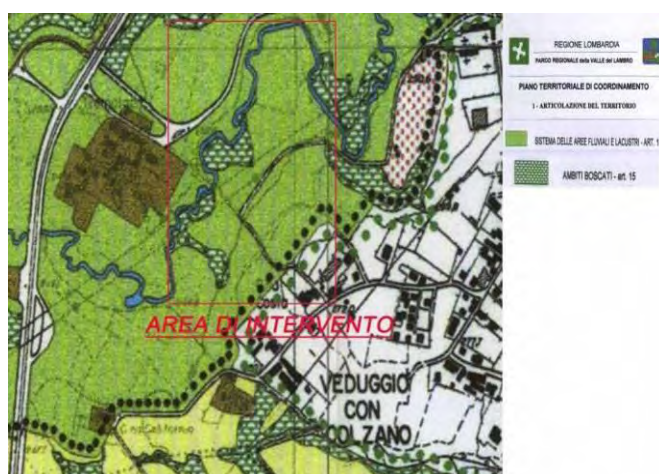 AREA DI INTERVENTO
VEDUGGIO
CON
COLZANO
REGIONE LOMBARDIA
PARCO REGIONALE della VALLE del LAMBRO
PIANO TERRITORIALE DI COORDINAMENTO
1 - ARTICOLAZIONE DEL TERRITORIO
SISTEMA DELLE AREE FLUVIALI E LACUSTRI - ART. 1
AMBITI BOSCATI - art. 15